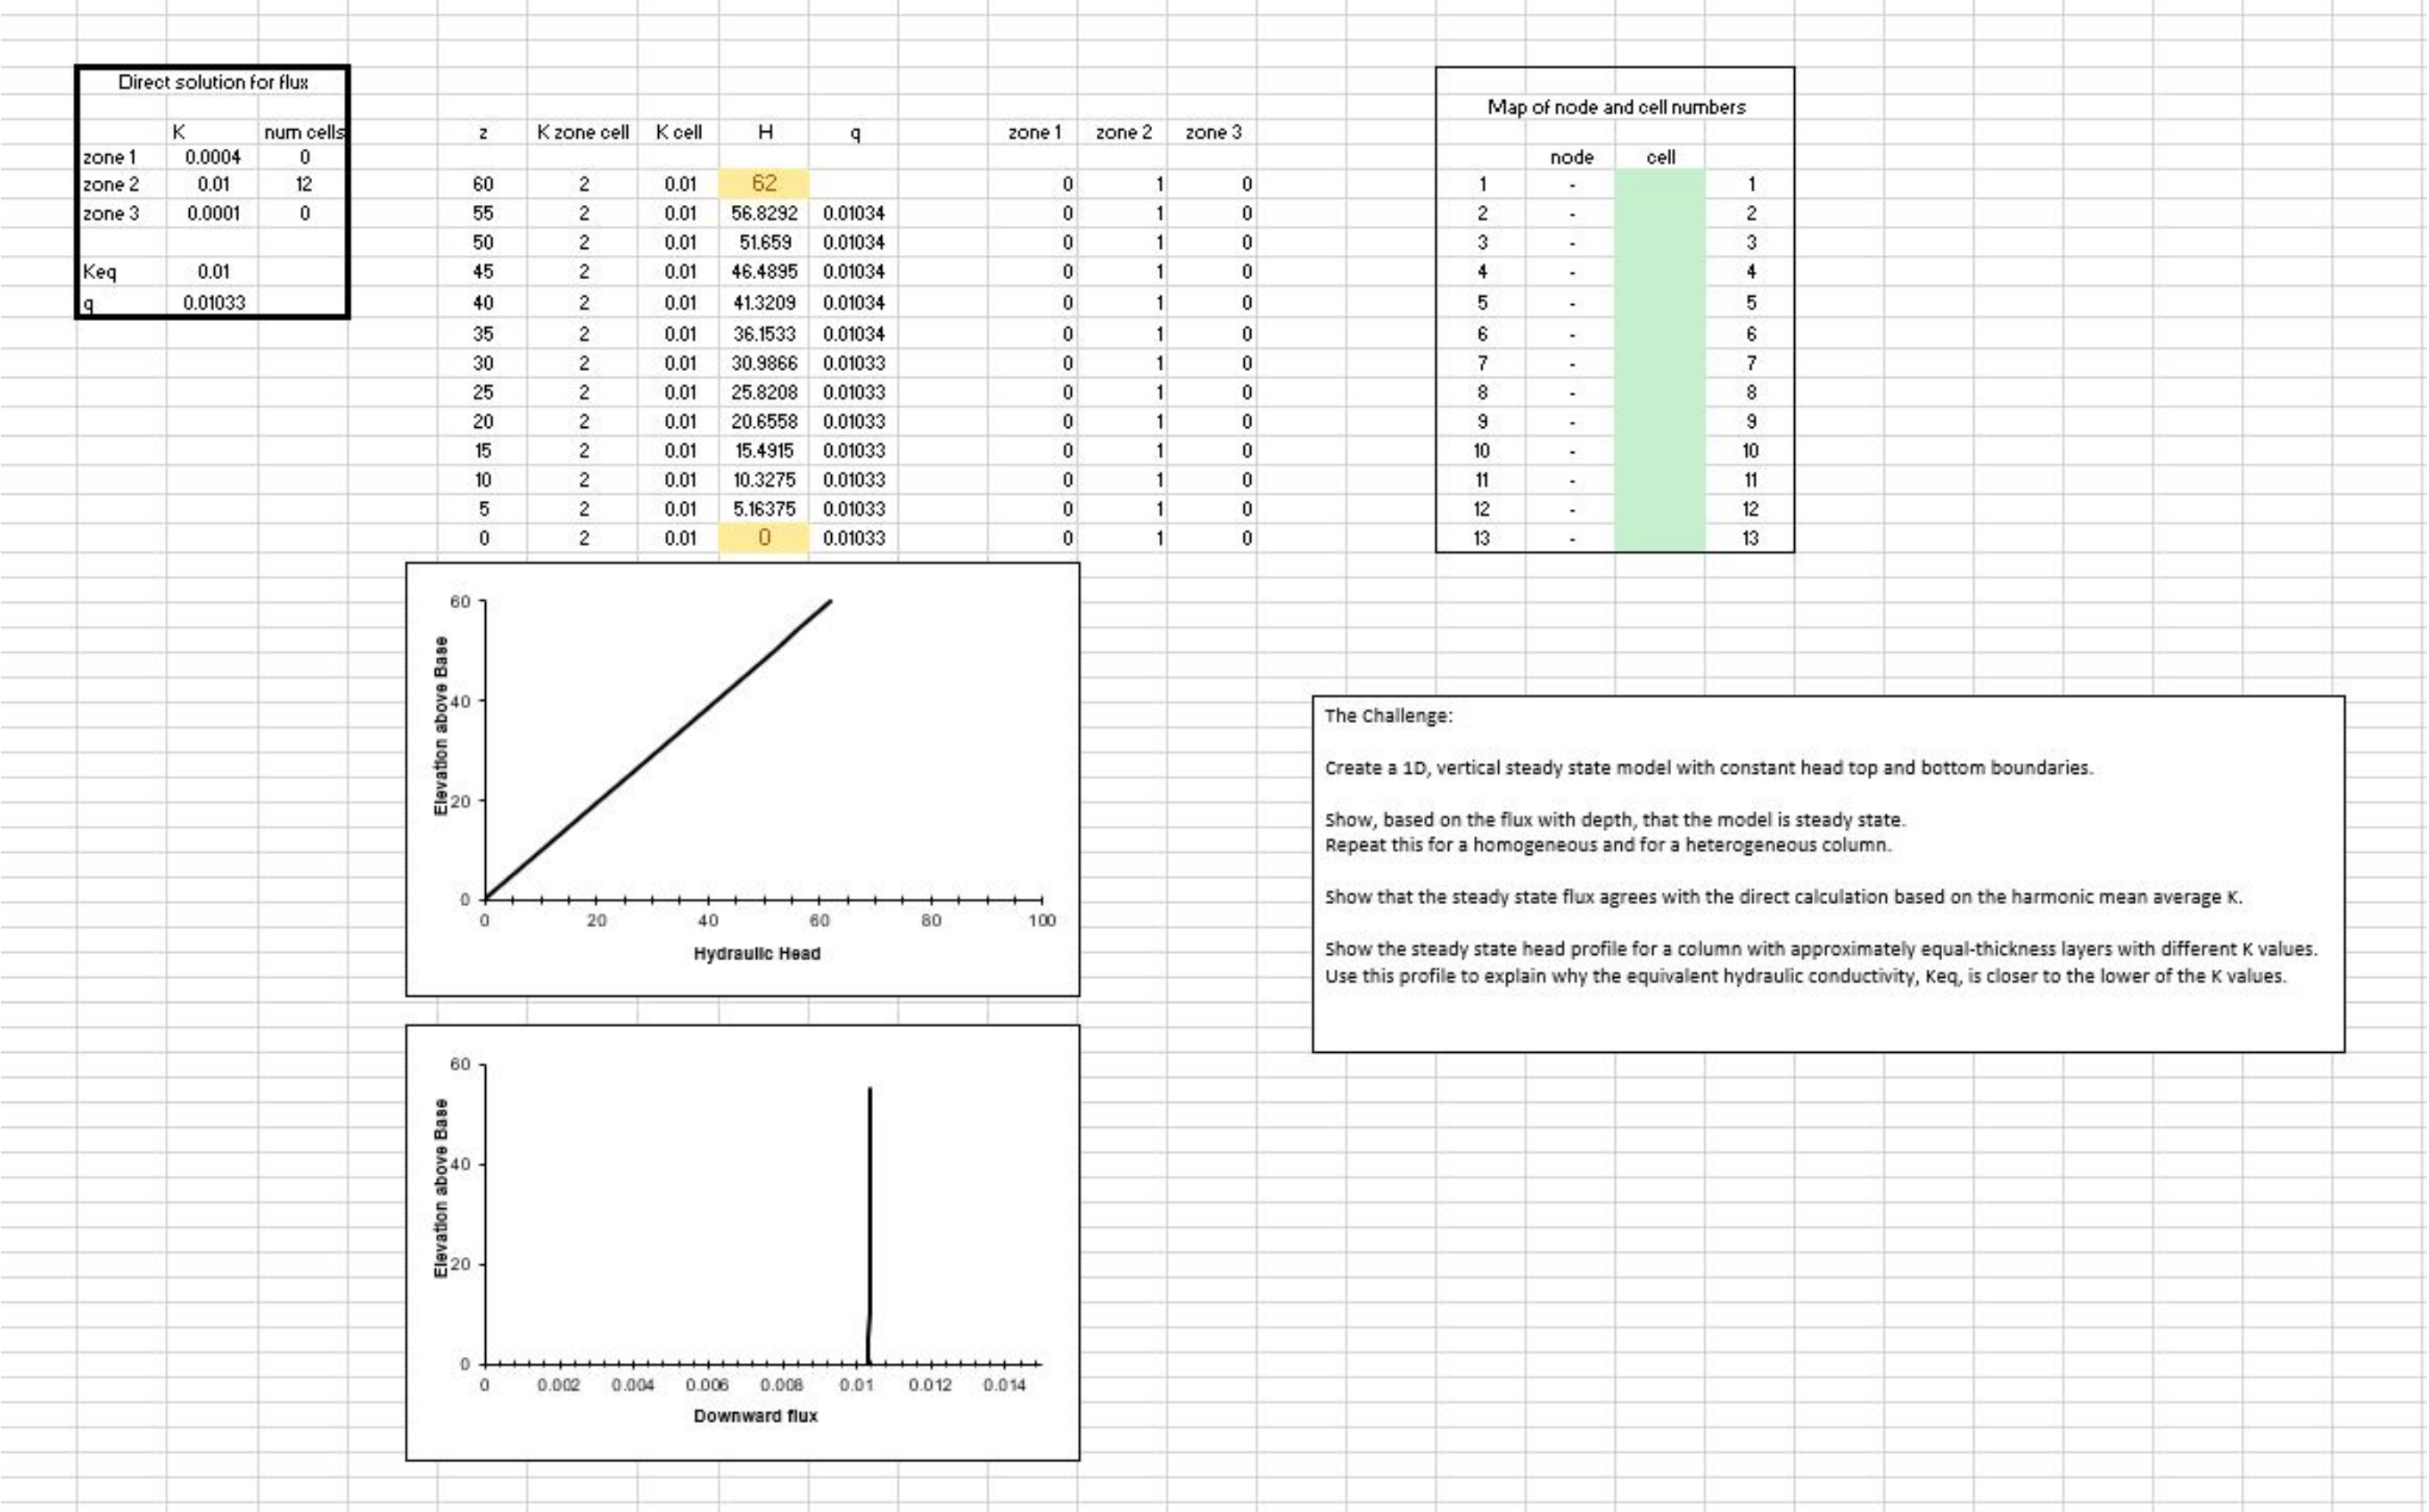 Direct solution for flux
Map of node and cell numbers
K num cells z K zone cell K cell H q zone 1 zone 2 zone 3
zone 1 0.0004 0 node cell
zone 2 0.01 12 60 2 0.01 62 0 1 0 1 - 1
zone 3 0.0001 0 55 2 0.01 56.8292 0.01034 0 1 0 2 - 2
50 2 0.01 51.659 0.01034 0 1 0 3 - 3
Keq 0.01 45 2 0.01 46.4895 0.01034 0 1 0 4 - 4
q 0.01033 40 2 0.01 41.3209 0.01034 0 1 0 5 - 5
35 2 0.01 36.1533 0.01034 0 1 0 6 - 6
30 2 0.01 30.9866 0.01033 0 1 0 7 - 7
25 2 0.01 25.8208 0.01033 0 1 0 8 - 8
20 2 0.01 20.6558 0.01033 0 1 0 9 - 9
15 2 0.01 15.4915 0.01033 0 1 0 10 - 10
10 2 0.01 10.3275 0.01033 0 1 0 11 - 11
5 2 0.01 5.16375 0.01033 0 1 0 12 - 12
0 2 0.01 0 0.01033 0 1 0 13 - 13
Elevation above Base
60
40
20
0
0 20 40 60 80 100
Hydraulic Head
The Challenge:
Create a 1D, vertical steady state model with constant head top and bottom boundaries.
Show, based on the flux with depth, that the model is steady state.
Repeat this for a homogeneous and for a heterogeneous column.
Show that the steady state flux agrees with the direct calculation based on the harmonic mean average K.
Show the steady state head profile for a column with approximately equal-thickness layers with different K values.
Use this profile to explain why the equivalent hydraulic conductivity, Keq, is closer to the lower of the K values.
Elevation above Base
60
40
20
0
0 0.002 0.004 0.006 0.008 0.01 0.012 0.014
Downward flux